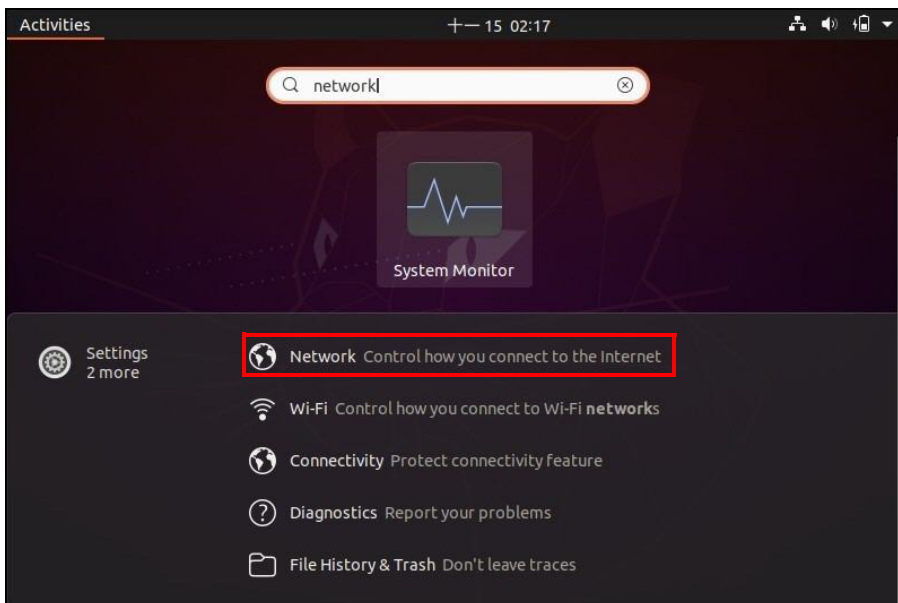 Activities
十一 15 02:17
network
System Monitor
Settings
2 more
Network Control how you connect to the Internet
Wi-Fi Control how you connect to Wi-Fi networks
Connectivity Protect connectivity feature
Diagnostics Report your problems
File History & Trash Don't leave traces